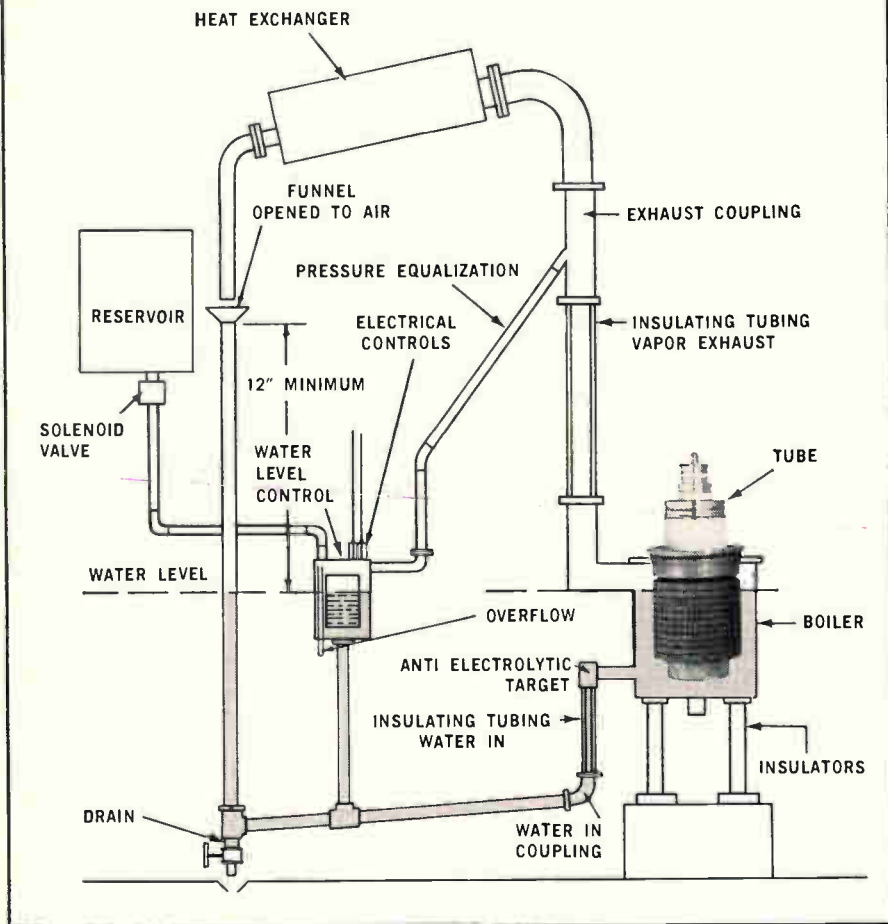 HEAT EXCHANGER
FUNNEL
OPENED TO AIR
EXHAUST COUPLING
PRESSURE EQUALIZATION
RESERVOIR
ELECTRICAL
CONTROLS
INSULATING TUBING
VAPOR EXHAUST
12" MINIMUM
SOLENOID
VALVE
WATER
LEVEL
CONTROL
TUBE
WATER LEVEL
OVERFLOW
BOILER
ANTI ELECTROLYTIC
TARGET
INSULATING TUBING
WATER IN
INSULATORS
DRAIN
WATER IN
COUPLING